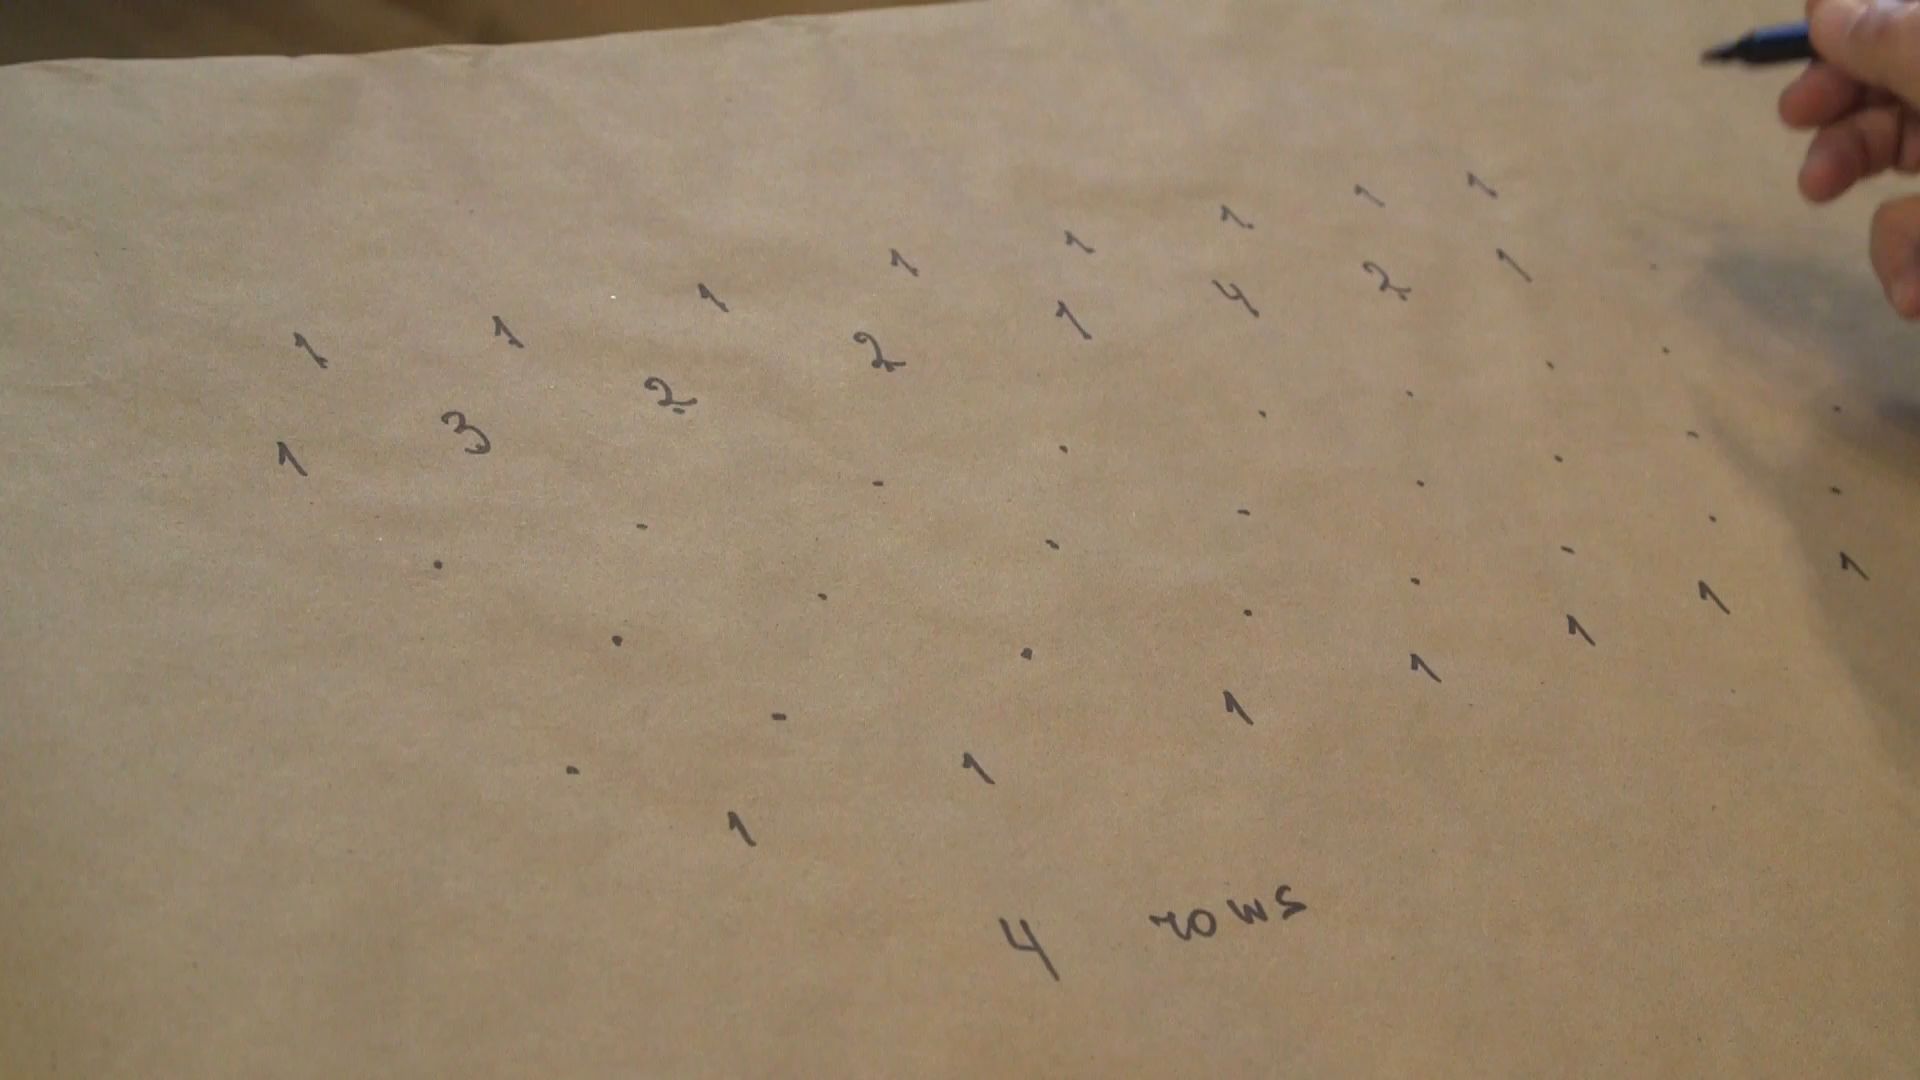 1 1 1 1 1 1 1 1
1 3 2 2 1 4 2 1
. . . . . . .
. . . . . . .
. . . . . . .
1 1 1 1 1 1 1
4 rows